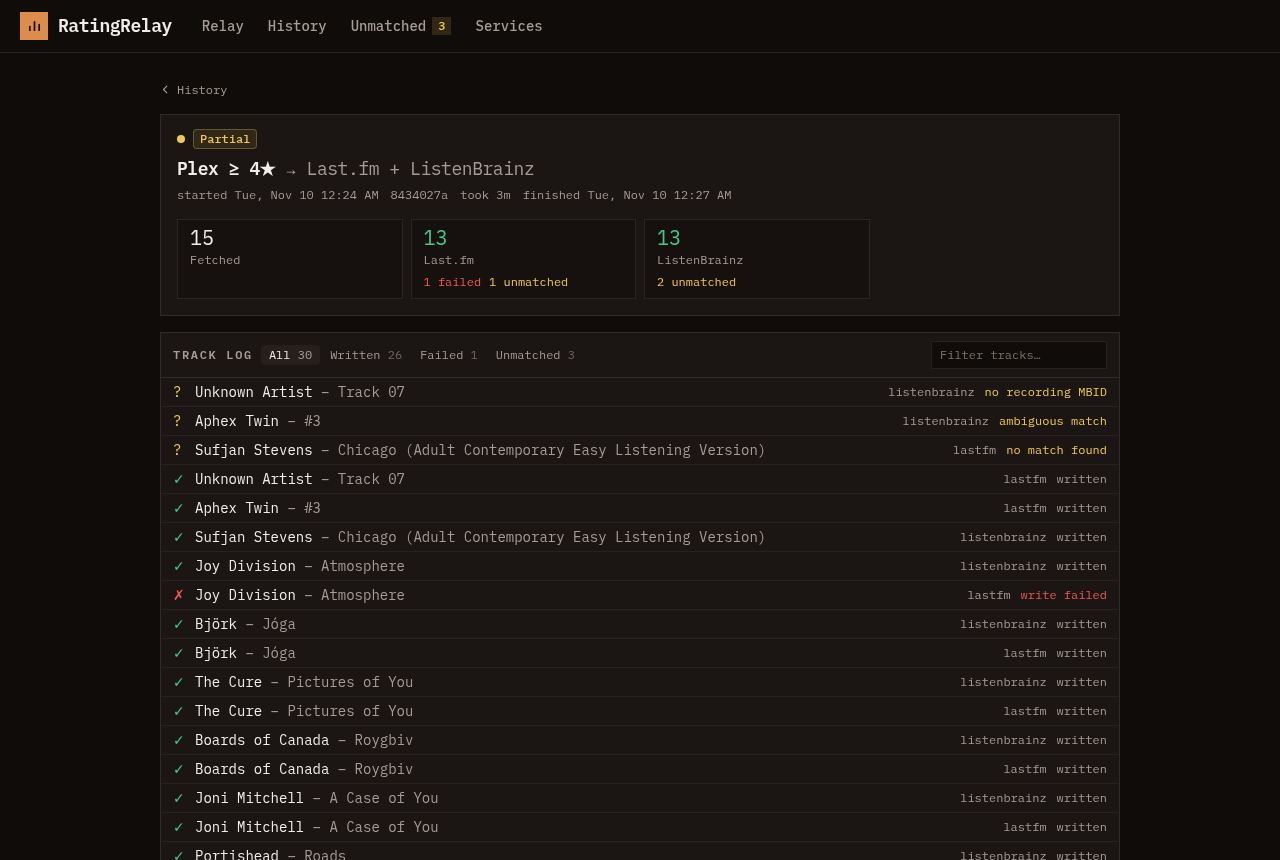 RatingRelay Relay History Unmatched 3 Services
History
Partial
Plex ≥ 4★ → Last.fm + ListenBrainz
started Tue, Nov 10 12:24 AM 8434027a took 3m finished Tue, Nov 10 12:27 AM
15 13 13
Fetched Last.fm ListenBrainz
1 failed 1 unmatched 2 unmatched
TRACK LOG All 30 Written 26 Failed 1 Unmatched 3 Filter tracks…
? Unknown Artist – Track 07 listenbrainz no recording MBID
? Aphex Twin – #3 listenbrainz ambiguous match
? Sufjan Stevens – Chicago (Adult Contemporary Easy Listening Version) lastfm no match found
✓ Unknown Artist – Track 07 lastfm written
✓ Aphex Twin – #3 lastfm written
✓ Sufjan Stevens – Chicago (Adult Contemporary Easy Listening Version) listenbrainz written
✓ Joy Division – Atmosphere listenbrainz written
✗ Joy Division – Atmosphere lastfm write failed
✓ Björk – Jóga listenbrainz written
✓ Björk – Jóga lastfm written
✓ The Cure – Pictures of You listenbrainz written
✓ The Cure – Pictures of You lastfm written
✓ Boards of Canada – Roygbiv listenbrainz written
✓ Boards of Canada – Roygbiv lastfm written
✓ Joni Mitchell – A Case of You listenbrainz written
✓ Joni Mitchell – A Case of You lastfm written
✓ Portishead – Roads listenbrainz written